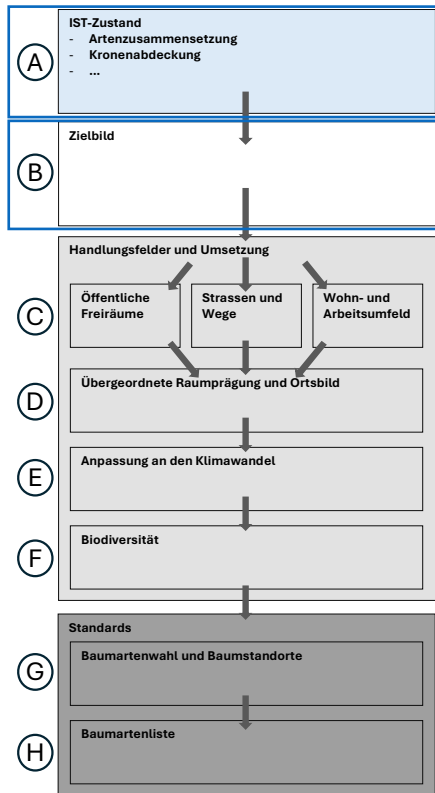 A
IST-Zustand
- Artenzusammensetzung
- Kronenabdeckung
- ...
B
Zielbild
Handlungsfelder und Umsetzung
C
Öffentliche
Freiräume
Strassen und
Wege
Wohn- und
Arbeitsumfeld
D
Übergeordnete Raumprägung und Ortsbild
E
Anpassung an den Klimawandel
F
Biodiversität
Standards
G
Baumartenwahl und Baumstandorte
H
Baumartenliste